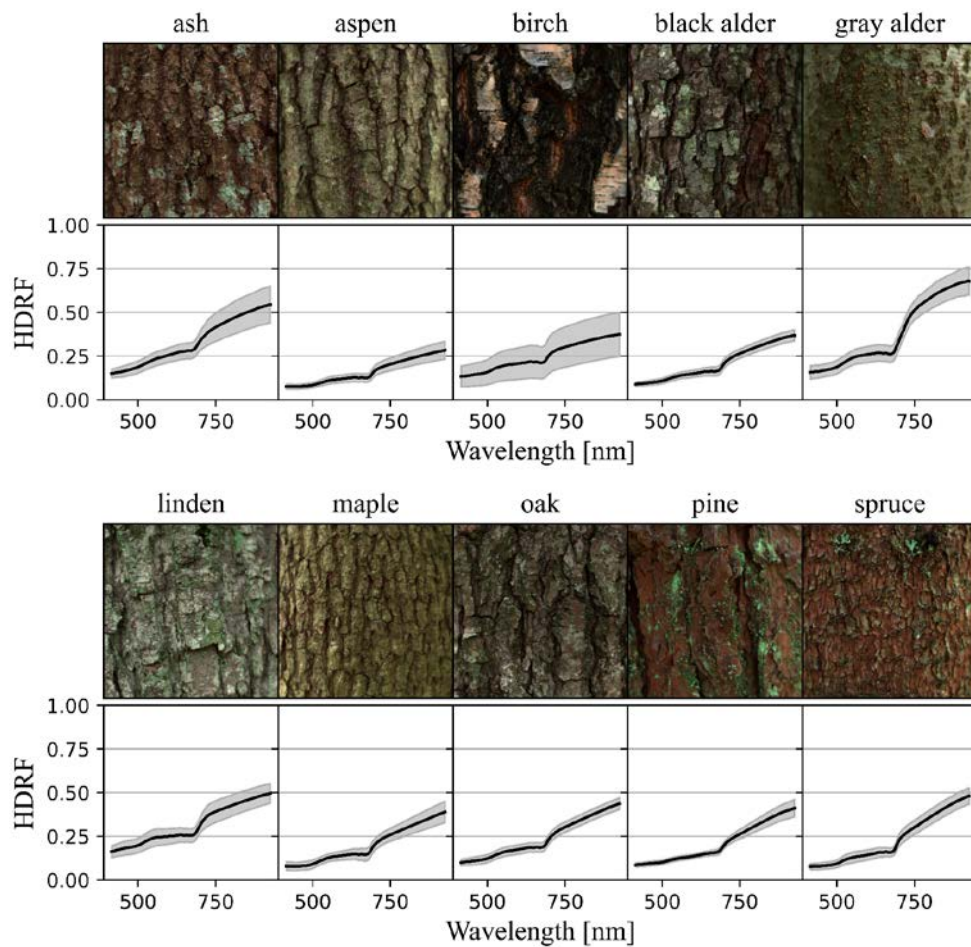 ash aspen birch black alder gray alder
1.00
0.75
0.50
0.25
0.00
HDRF
500 750 500 750 500 750 500 750 500 750
Wavelength [nm]
linden maple oak pine spruce
1.00
0.75
0.50
0.25
0.00
HDRF
500 750 500 750 500 750 500 750 500 750
Wavelength [nm]